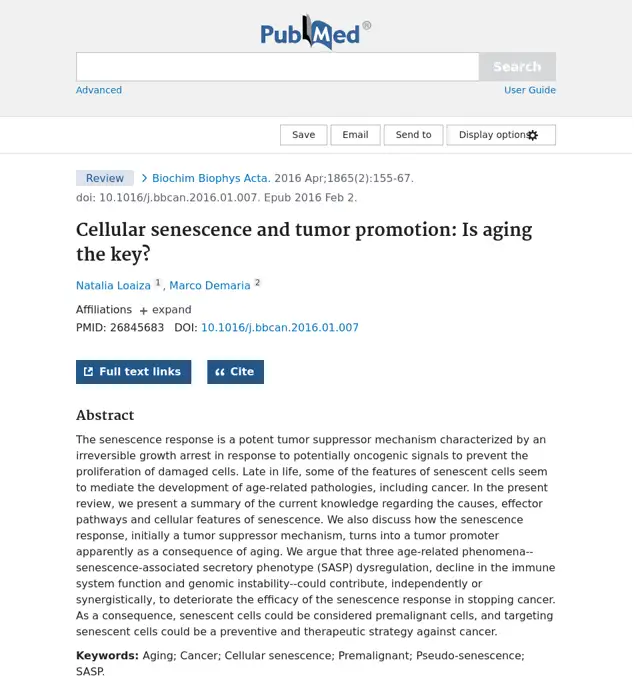 PubMed®
Search
Advanced
User Guide
Save
Email
Send to
Display options
Review
Biochim Biophys Acta. 2016 Apr;1865(2):155-67.
doi: 10.1016/j.bbcan.2016.01.007. Epub 2016 Feb 2.
Cellular senescence and tumor promotion: Is aging
the key?
Natalia Loaiza 1 , Marco Demaria 2
Affiliations + expand
PMID: 26845683 DOI: 10.1016/j.bbcan.2016.01.007
Full text links
Cite
Abstract
The senescence response is a potent tumor suppressor mechanism characterized by an
irreversible growth arrest in response to potentially oncogenic signals to prevent the
proliferation of damaged cells. Late in life, some of the features of senescent cells seem
to mediate the development of age-related pathologies, including cancer. In the present
review, we present a summary of the current knowledge regarding the causes, effector
pathways and cellular features of senescence. We also discuss how the senescence
response, initially a tumor suppressor mechanism, turns into a tumor promoter
apparently as a consequence of aging. We argue that three age-related phenomena--
senescence-associated secretory phenotype (SASP) dysregulation, decline in the immune
system function and genomic instability--could contribute, independently or
synergistically, to deteriorate the efficacy of the senescence response in stopping cancer.
As a consequence, senescent cells could be considered premalignant cells, and targeting
senescent cells could be a preventive and therapeutic strategy against cancer.
Keywords: Aging; Cancer; Cellular senescence; Premalignant; Pseudo-senescence;
SASP.